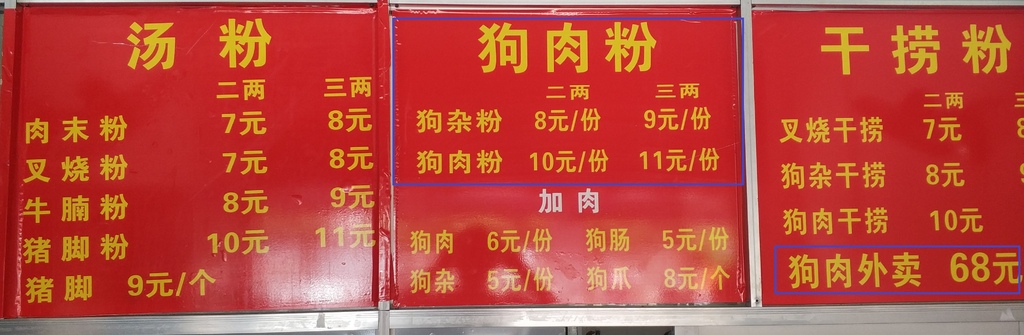 汤粉
二两 三两
肉末粉 7元 8元
叉烧粉 7元 8元
牛腩粉 8元 9元
猪脚粉 10元 11元
猪脚 9元/个
狗肉粉
二两 三两
狗杂粉 8元/份 9元/份
狗肉粉 10元/份 11元/份
加肉
狗肉 6元/份 狗肠 5元/份
狗杂 5元/份 狗爪 8元/个
干捞粉
二两
叉烧干捞 7元
狗杂干捞 8元
狗肉干捞 10元
狗肉外卖 68元